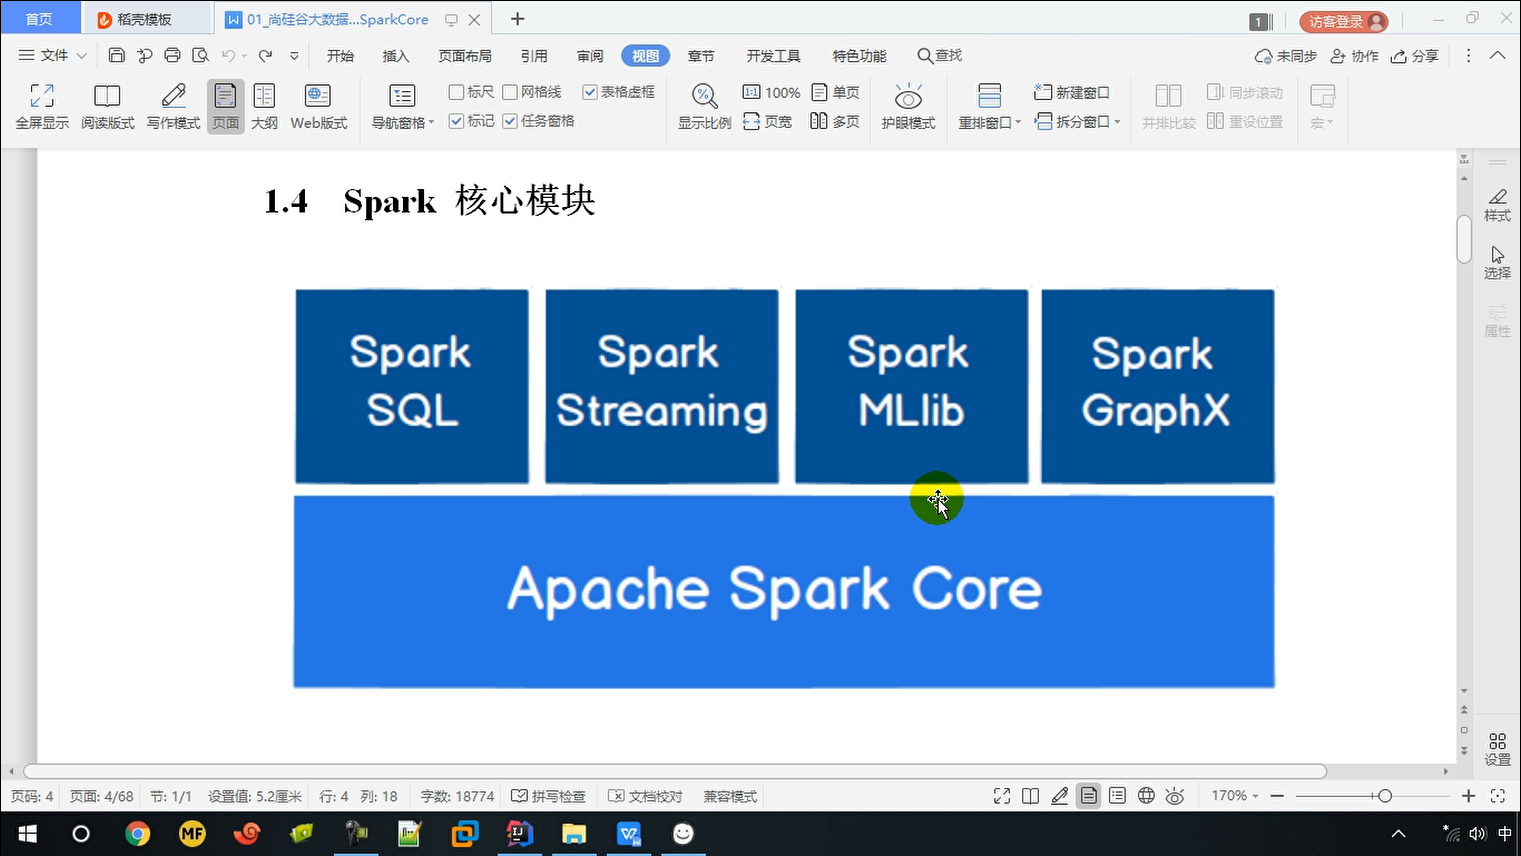 首页 稻壳模板 01_尚硅谷大数据...SparkCore 1 访客登录
文件 开始 插入 页面布局 引用 审阅 视图 章节 开发工具 特色功能 查找 未同步 协作 分享
全屏显示 阅读版式 写作模式 页面 大纲 Web版式 导航窗格 标尺 网格线 表格虚框 标记 任务窗格 显示比例 1:1 100% 单页 页宽 多页 护眼模式 重排窗口 新建窗口 拆分窗口 并排比较 同步滚动 重设位置 宏
1.4 Spark 核心模块
Spark SQL
Spark Streaming
Spark MLlib
Spark GraphX
Apache Spark Core
样式
选择
属性
设置
页码: 4 页面: 4/68 节: 1/1 设置值: 5.2厘米 行: 4 列: 18 字数: 18774 拼写检查 文档校对 兼容模式 170%
MF IJ 中